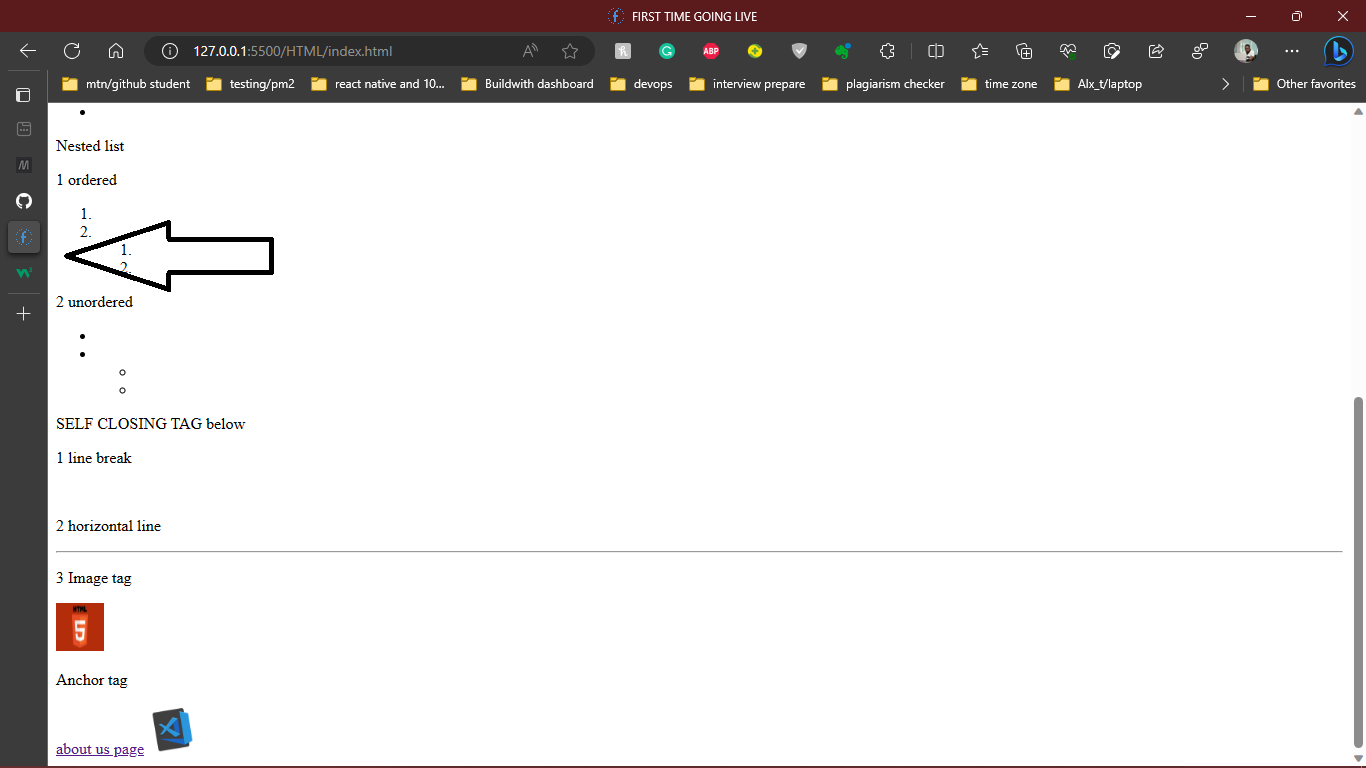 FIRST TIME GOING LIVE
127.0.0.1:5500/HTML/index.html
ABP
mtn/github student
testing/pm2
react native and 10...
Buildwith dashboard
devops
interview prepare
plagiarism checker
time zone
Alx_t/laptop
Other favorites
Nested list
1 ordered
1.
2.
1.
2.
2 unordered
SELF CLOSING TAG below
1 line break
2 horizontal line
3 Image tag
HTML
5
Anchor tag
about us page